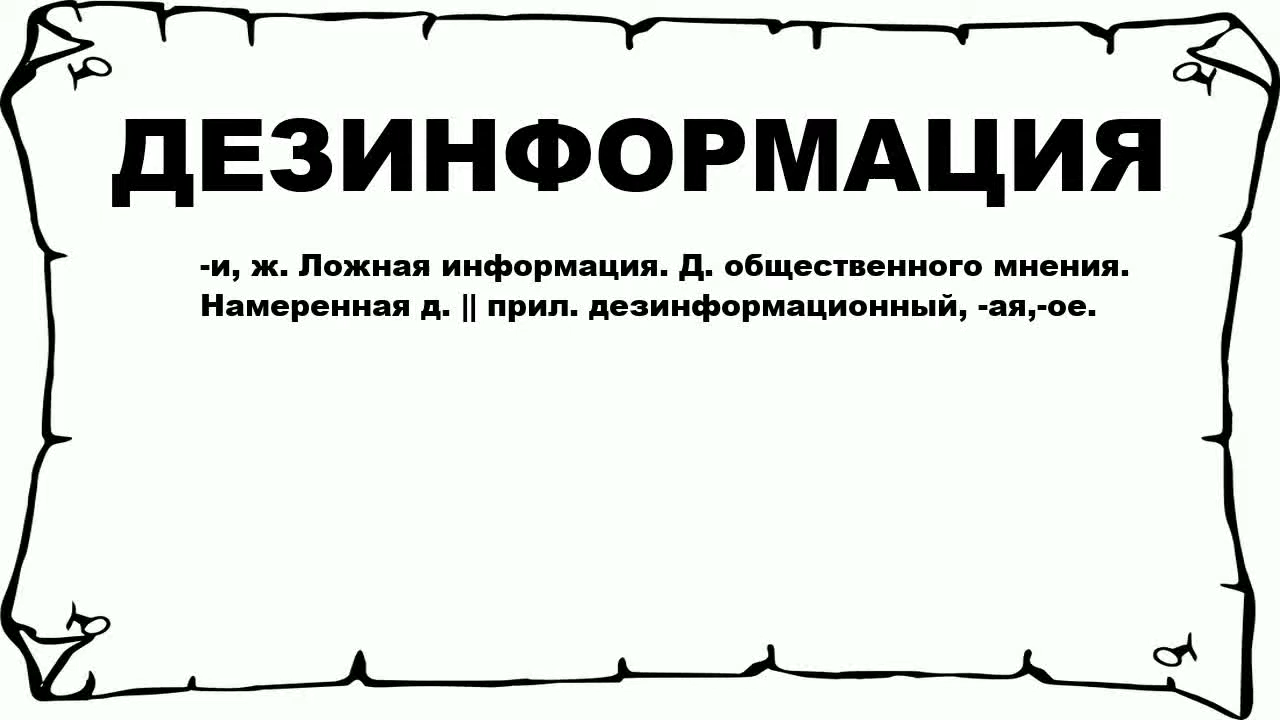 ДЕЗИНФОРМАЦИЯ
-и, ж. Ложная информация. Д. общественного мнения.
Намеренная д. || прил. дезинформационный, -ая,-ое.